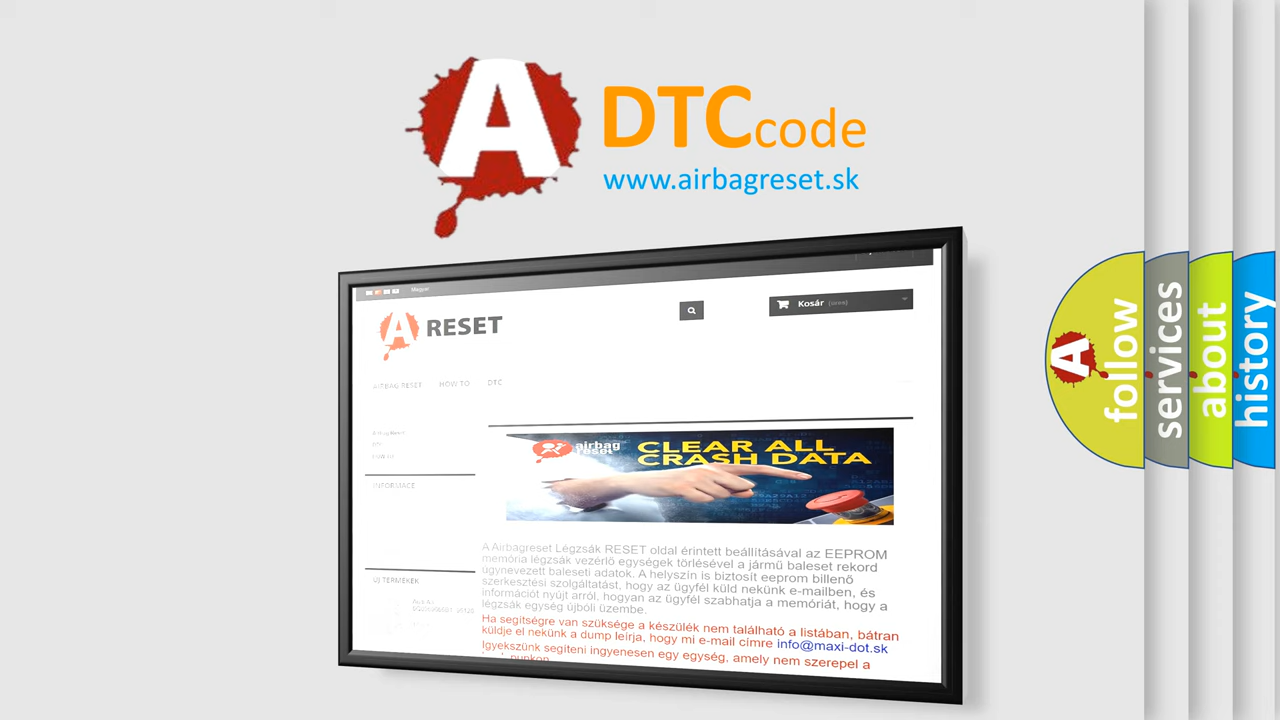 A DTC code
www.airbagreset.sk
Magyar
A RESET
Kosár (üres)
AIRBAG RESET HOW TO DTC
airbag reset
CLEAR ALL CRASH DATA
INFORMACE
ÚJ TERMÉKEK
A Airbagreset Légzsák RESET oldal érintett beállításával az EEPROM
memória légzsák vezérlő egységek törlésével a jármű baleset rekord
úgynevezett baleseti adatok. A helyszín is biztosít eeprom billenő
szerkesztési szolgáltatást, hogy az ügyfél küld nekünk e-mailben, és
információt nyújt arról, hogyan az ügyfél szabhatja a memóriát, hogy a
légzsák egység újbóli üzembe.
Ha segítségre van szüksége a készülék nem található a listában, bátran
küldje el nekünk a dump leírja, hogy mi e-mail címre info@maxi-dot.sk
Igyekszünk segíteni ingyenesen egy egység, amely nem szerepel a
A follow
services
about
history